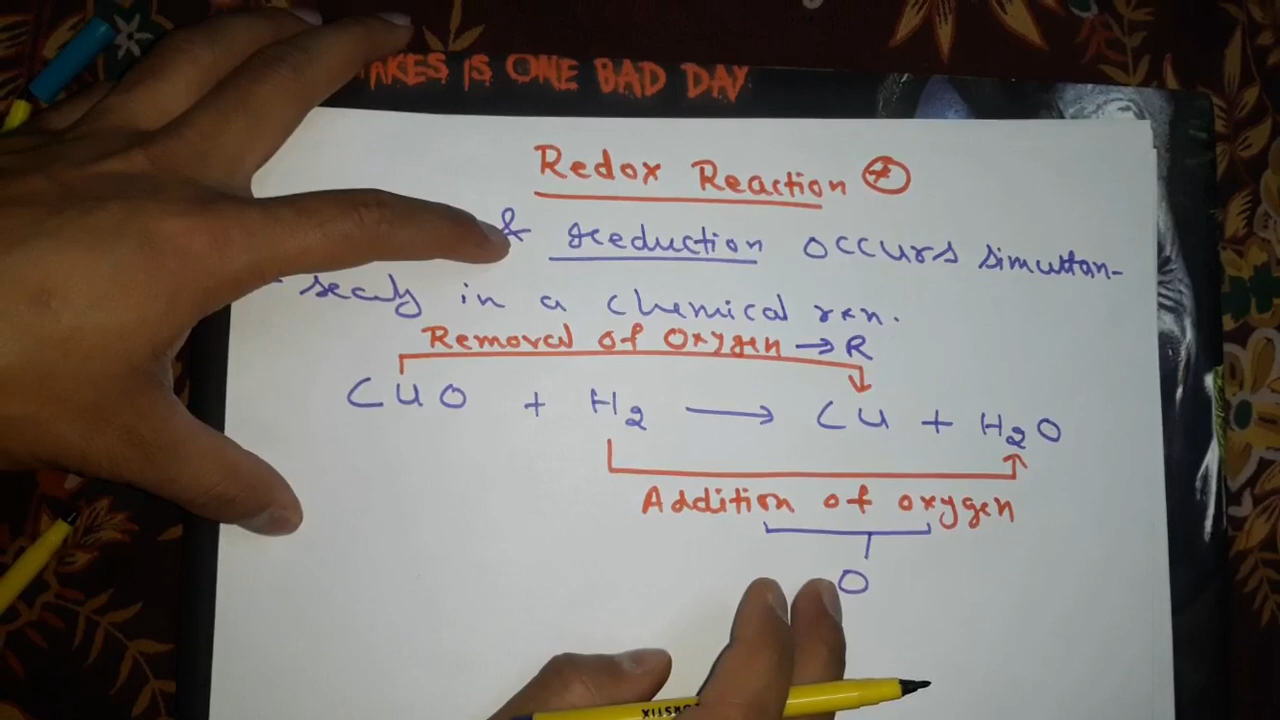 AKES IS ONE BAD DAY
Redox Reaction *
& reduction occurs simultan-
in a chemical rxn.
Removal of Oxygen → R
CuO + H2 → Cu + H2O
Addition of oxygen
O